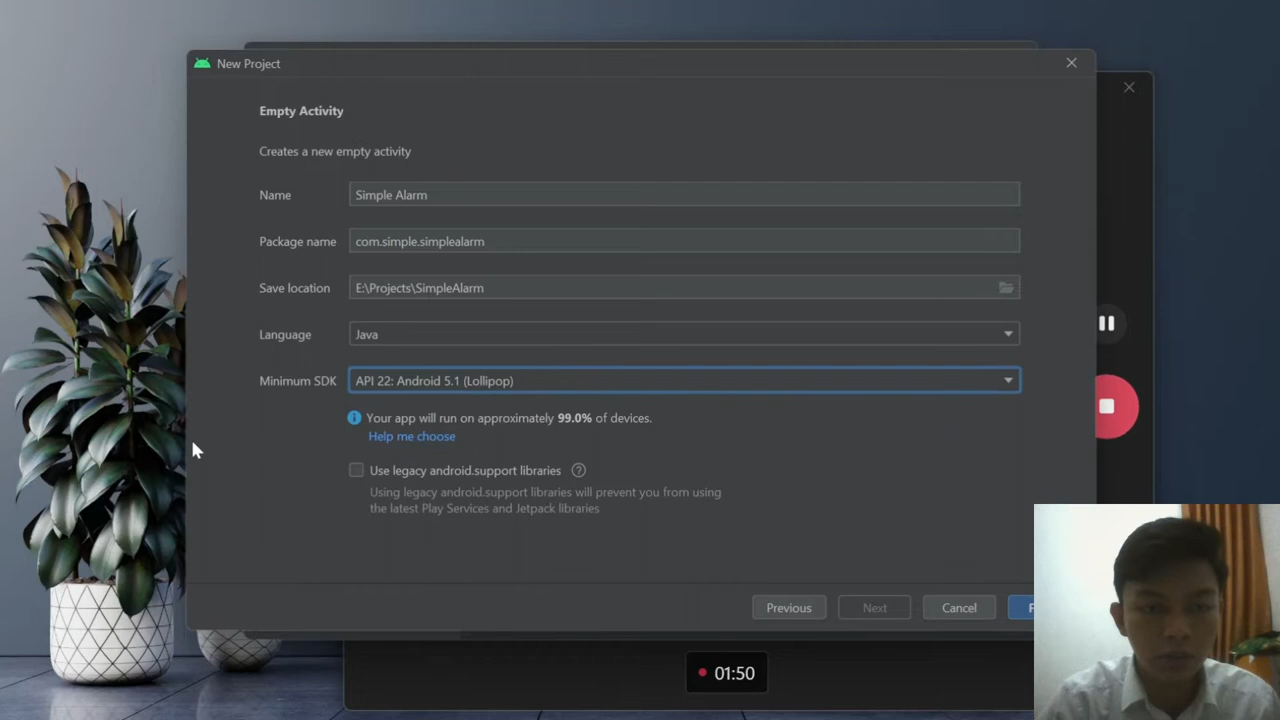 New Project
Empty Activity
Creates a new empty activity
Name Simple Alarm
Package name com.simple.simplealarm
Save location E:\Projects\SimpleAlarm
Language Java
Minimum SDK API 22: Android 5.1 (Lollipop)
Your app will run on approximately 99.0% of devices.
Help me choose
Use legacy android.support libraries
Using legacy android.support libraries will prevent you from using
the latest Play Services and Jetpack libraries
Previous Next Cancel
01:50